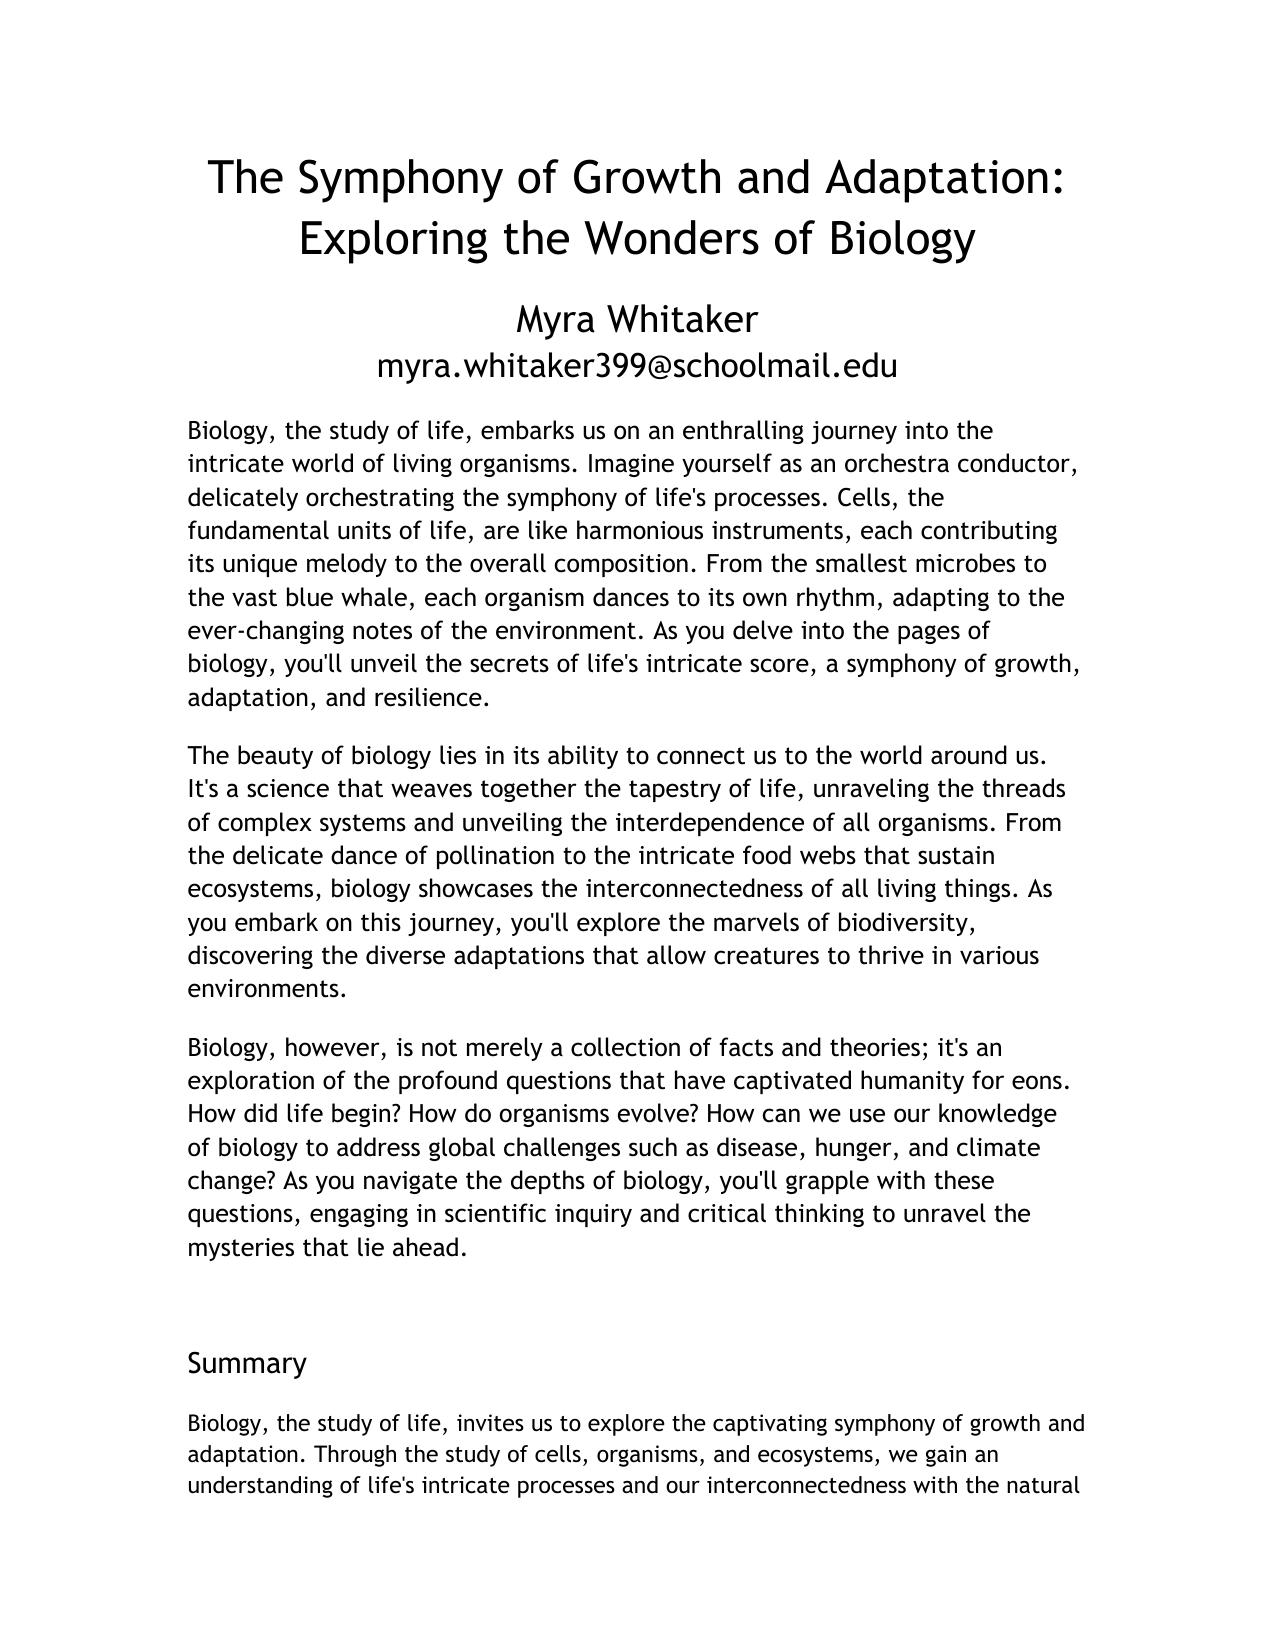 The Symphony of Growth and Adaptation:
Exploring the Wonders of Biology
Myra Whitaker
myra.whitaker399@schoolmail.edu
Biology, the study of life, embarks us on an enthralling journey into the
intricate world of living organisms. Imagine yourself as an orchestra conductor,
delicately orchestrating the symphony of life's processes. Cells, the
fundamental units of life, are like harmonious instruments, each contributing
its unique melody to the overall composition. From the smallest microbes to
the vast blue whale, each organism dances to its own rhythm, adapting to the
ever-changing notes of the environment. As you delve into the pages of
biology, you'll unveil the secrets of life's intricate score, a symphony of growth,
adaptation, and resilience.
The beauty of biology lies in its ability to connect us to the world around us.
It's a science that weaves together the tapestry of life, unraveling the threads
of complex systems and unveiling the interdependence of all organisms. From
the delicate dance of pollination to the intricate food webs that sustain
ecosystems, biology showcases the interconnectedness of all living things. As
you embark on this journey, you'll explore the marvels of biodiversity,
discovering the diverse adaptations that allow creatures to thrive in various
environments.
Biology, however, is not merely a collection of facts and theories; it's an
exploration of the profound questions that have captivated humanity for eons.
How did life begin? How do organisms evolve? How can we use our knowledge
of biology to address global challenges such as disease, hunger, and climate
change? As you navigate the depths of biology, you'll grapple with these
questions, engaging in scientific inquiry and critical thinking to unravel the
mysteries that lie ahead.
Summary
Biology, the study of life, invites us to explore the captivating symphony of growth and
adaptation. Through the study of cells, organisms, and ecosystems, we gain an
understanding of life's intricate processes and our interconnectedness with the natural